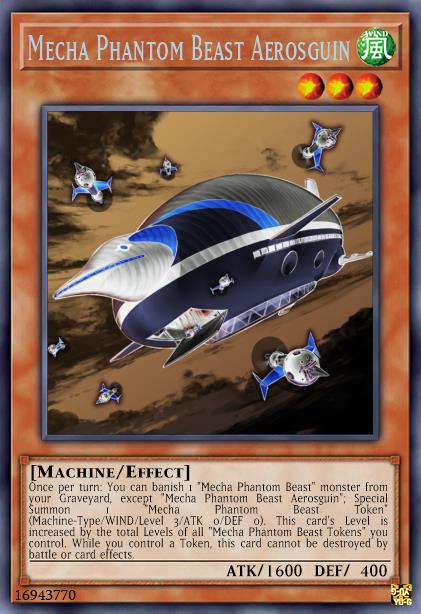 Mecha Phantom Beast Aerosguin
WIND
風
[Machine/Effect]
Once per turn: You can banish 1 "Mecha Phantom Beast" monster from
your Graveyard, except "Mecha Phantom Beast Aerosguin"; Special
Summon 1 "Mecha Phantom Beast Token"
(Machine-Type/WIND/Level 3/ATK 0/DEF 0). This card's Level is
increased by the total Levels of all "Mecha Phantom Beast Tokens" you
control. While you control a Token, this card cannot be destroyed by
battle or card effects.
ATK/1600 DEF/ 400
16943770